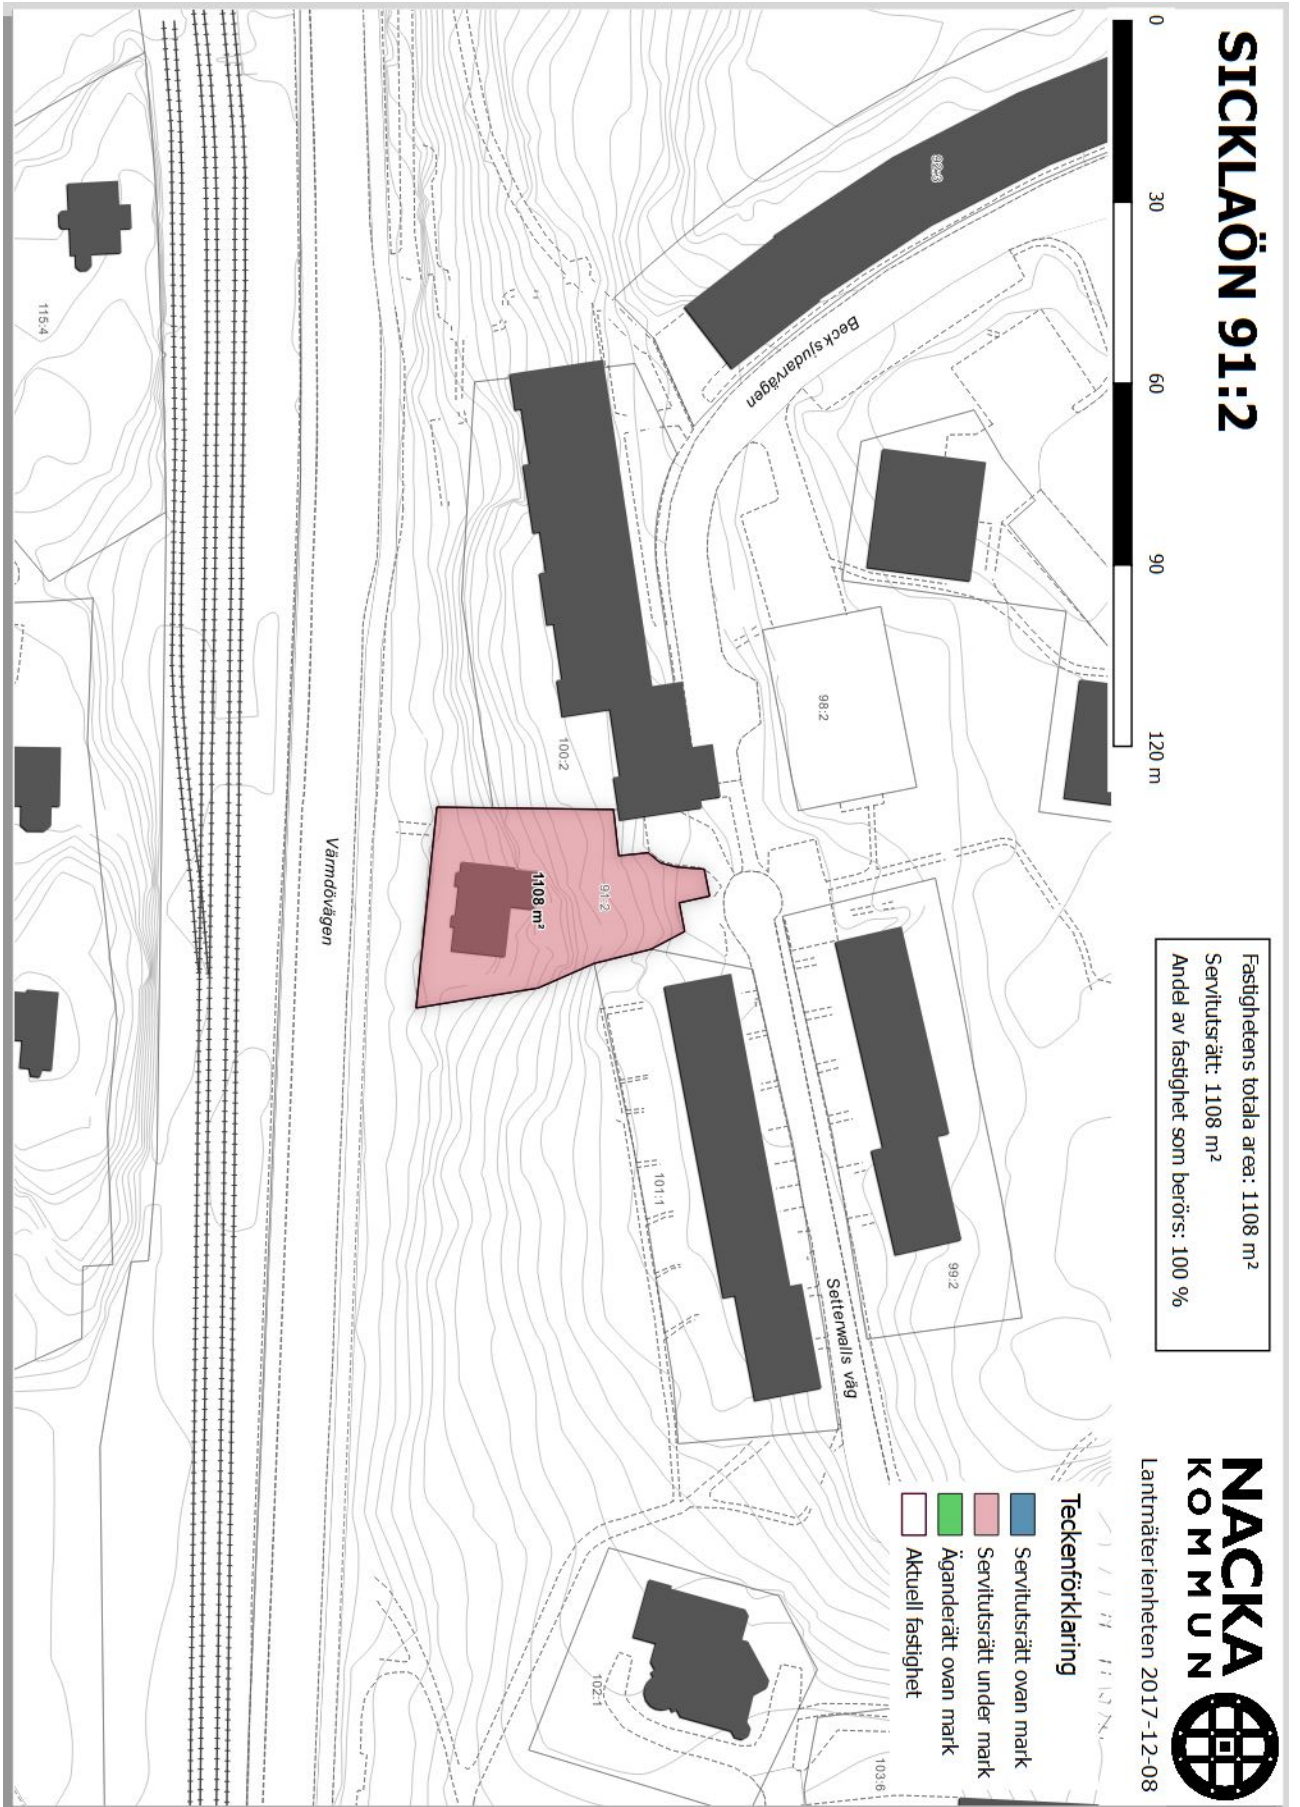 SICKLAÖN 91:2
0
30
60
90
120 m
Fastighetens totala area: 1108 m²
Servitutsrätt: 1108 m²
Andel av fastighet som berörs: 100 %
NACKA
KOMMUN
Lantmäterienheten 2017-12-08
Teckenförklaring
Servitutsrätt ovan mark
Servitutsrätt under mark
Äganderätt ovan mark
Aktuell fastighet
Becksjudarvägen
98:2
99:2
Setterwalls väg
100:2
91:2
1108 m²
101:1
102:1
103:6
Värmdövägen
115:4